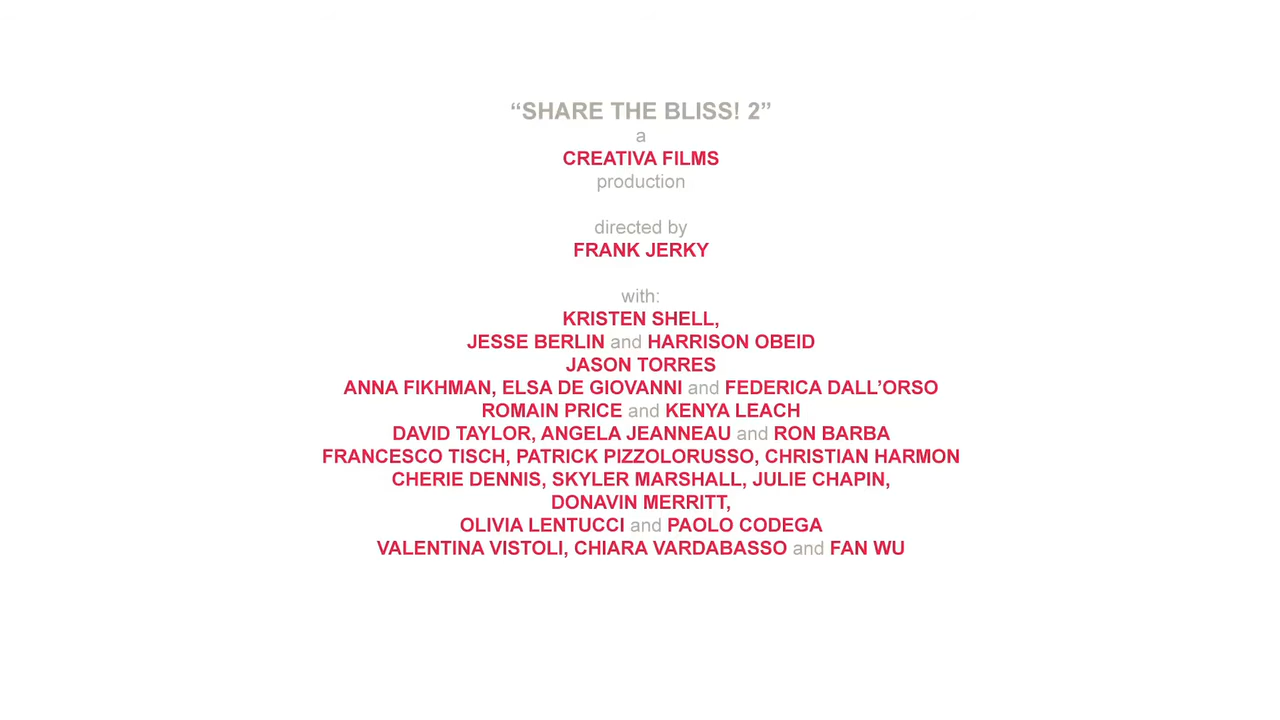 “SHARE THE BLISS! 2”
a
CREATIVA FILMS
production
directed by
FRANK JERKY
with:
KRISTEN SHELL,
JESSE BERLIN and HARRISON OBEID
JASON TORRES
ANNA FIKHMAN, ELSA DE GIOVANNI and FEDERICA DALL’ORSO
ROMAIN PRICE and KENYA LEACH
DAVID TAYLOR, ANGELA JEANNEAU and RON BARBA
FRANCESCO TISCH, PATRICK PIZZOLORUSSO, CHRISTIAN HARMON
CHERIE DENNIS, SKYLER MARSHALL, JULIE CHAPIN,
DONAVIN MERRITT,
OLIVIA LENTUCCI and PAOLO CODEGA
VALENTINA VISTOLI, CHIARA VARDABASSO and FAN WU